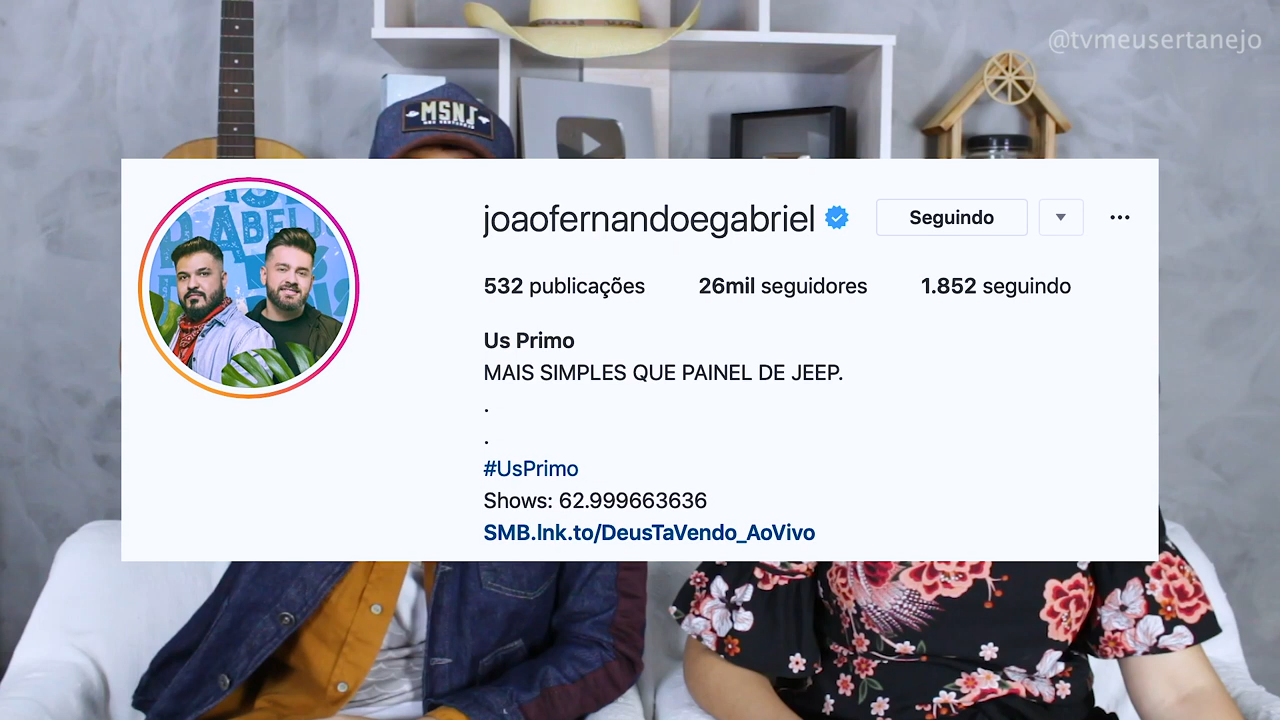 @tvmeusertanejo
MSNJ
joaofernandoegabriel
Seguindo
532 publicações 26mil seguidores 1.852 seguindo
Us Primo
MAIS SIMPLES QUE PAINEL DE JEEP.
.
.
#UsPrimo
Shows: 62.999663636
SMB.lnk.to/DeusTaVendo_AoVivo